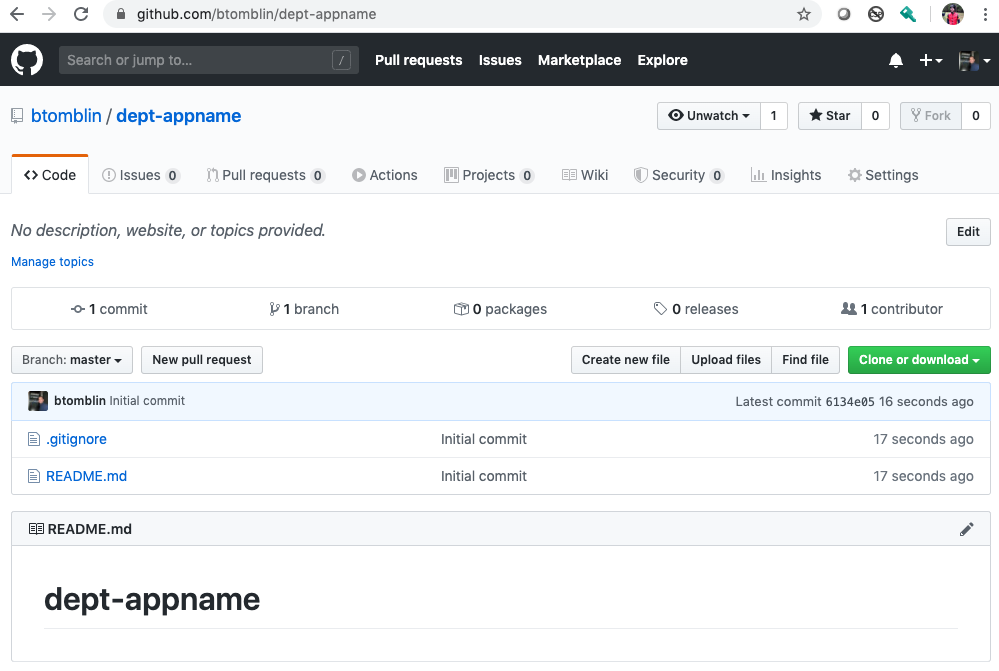 github.com/btomblin/dept-appname
Search or jump to... / Pull requests Issues Marketplace Explore
btomblin / dept-appname Unwatch 1 Star 0 Fork 0
Code Issues 0 Pull requests 0 Actions Projects 0 Wiki Security 0 Insights Settings
No description, website, or topics provided. Edit
Manage topics
1 commit 1 branch 0 packages 0 releases 1 contributor
Branch: master New pull request Create new file Upload files Find file Clone or download
btomblin Initial commit Latest commit 6134e05 16 seconds ago
.gitignore Initial commit 17 seconds ago
README.md Initial commit 17 seconds ago
README.md
dept-appname